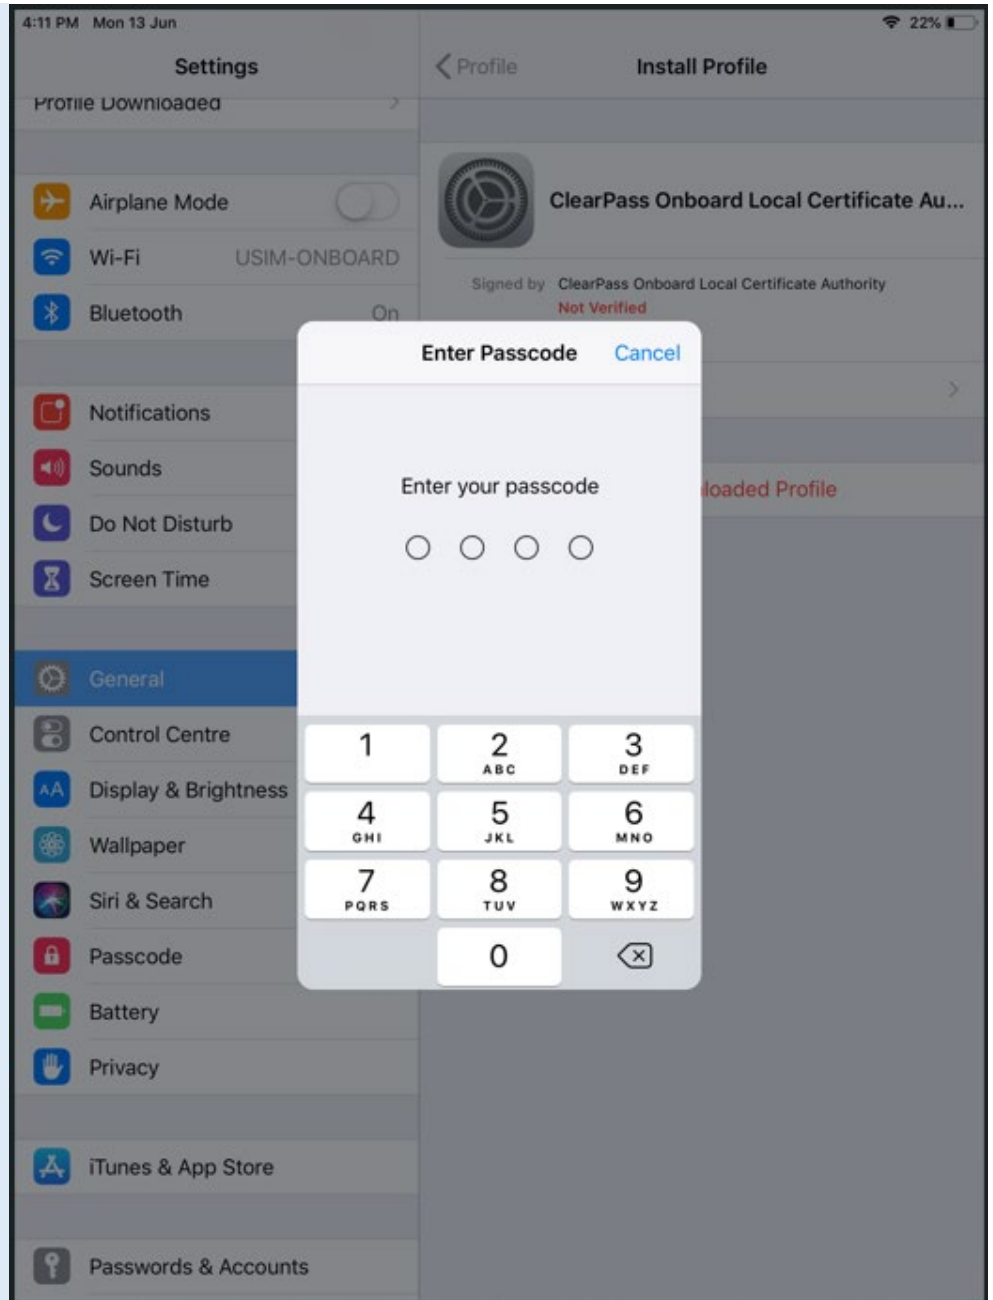 4:11 PM Mon 13 Jun
22%
Settings
Profile
Install Profile
Profile Downloaded
Airplane Mode
Wi-Fi USIM-ONBOARD
Bluetooth On
Notifications
Sounds
Do Not Disturb
Screen Time
General
Control Centre
AA Display & Brightness
Wallpaper
Siri & Search
Passcode
Battery
Privacy
iTunes & App Store
Passwords & Accounts
ClearPass Onboard Local Certificate Au...
Signed by ClearPass Onboard Local Certificate Authority
Not Verified
loaded Profile
Enter Passcode Cancel
Enter your passcode
1 2 3
ABC DEF
4 5 6
GHI JKL MNO
7 8 9
PQRS TUV WXYZ
0